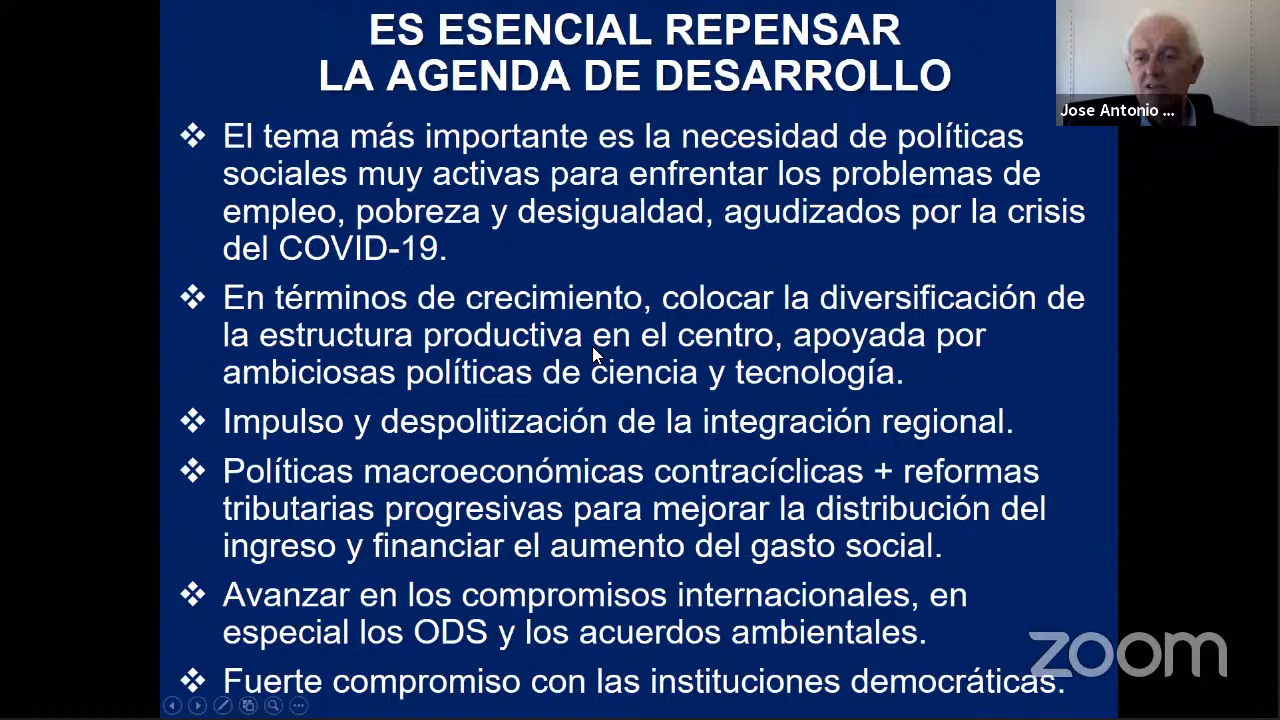 ES ESENCIAL REPENSAR
LA AGENDA DE DESARROLLO
Jose Antonio ...
❖ El tema más importante es la necesidad de políticas
sociales muy activas para enfrentar los problemas de
empleo, pobreza y desigualdad, agudizados por la crisis
del COVID-19.
❖ En términos de crecimiento, colocar la diversificación de
la estructura productiva en el centro, apoyada por
ambiciosas políticas de ciencia y tecnología.
❖ Impulso y despolitización de la integración regional.
❖ Políticas macroeconómicas contracíclicas + reformas
tributarias progresivas para mejorar la distribución del
ingreso y financiar el aumento del gasto social.
❖ Avanzar en los compromisos internacionales, en
especial los ODS y los acuerdos ambientales.
❖ Fuerte compromiso con las instituciones democráticas.
zoom